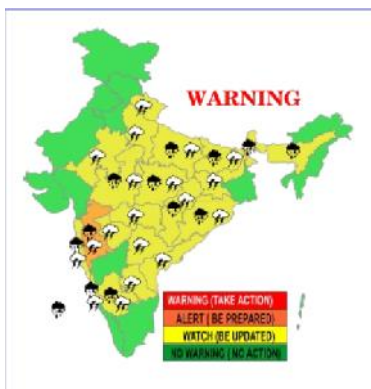 WARNING
WARNING (TAKE ACTION)
ALERT ( BE PREPARED)
WATCH (BE UPDATED)
NO WARNING ( NO ACTION)